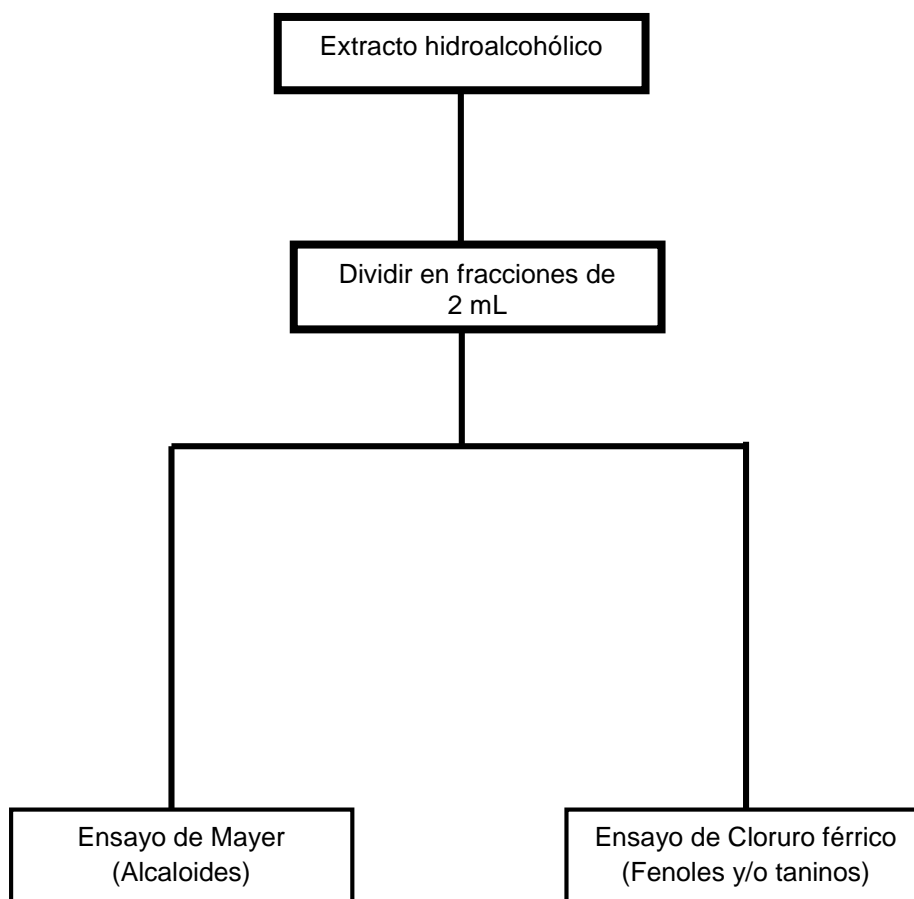 Extracto hidroalcohólico
Dividir en fracciones de
2 mL
Ensayo de Mayer
(Alcaloides)
Ensayo de Cloruro férrico
(Fenoles y/o taninos)